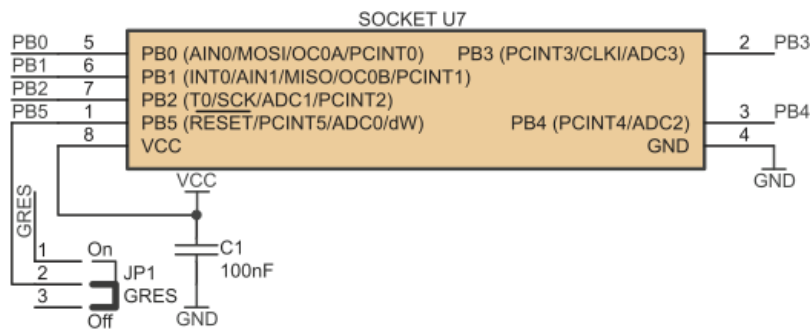 SOCKET U7
PB0 5 PB0 (AIN0/MOSI/OC0A/PCINT0) PB3 (PCINT3/CLKI/ADC3) 2 PB3
PB1 6 PB1 (INT0/AIN1/MISO/OC0B/PCINT1)
PB2 7 PB2 (T0/SCK/ADC1/PCINT2)
PB5 1 PB5 (RESET/PCINT5/ADC0/dW) PB4 (PCINT4/ADC2) 3 PB4
8 VCC GND 4
GND
VCC
GRES
1 On
2 JP1
3 GRES
Off
C1
100nF
GND